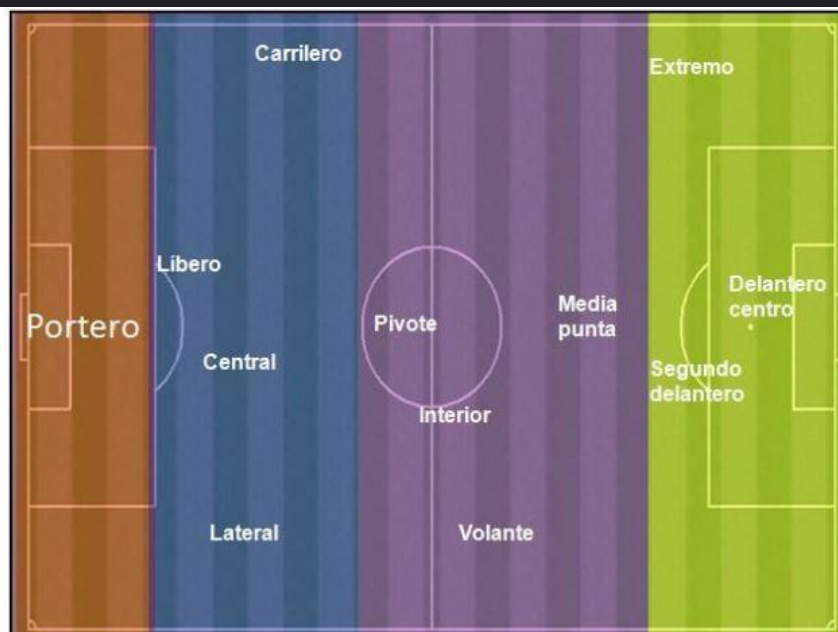 Carrilero
Extremo
Líbero
Portero
Central
Lateral
Pivote
Interior
Volante
Media
punta
Delantero
centro
Segundo
delantero